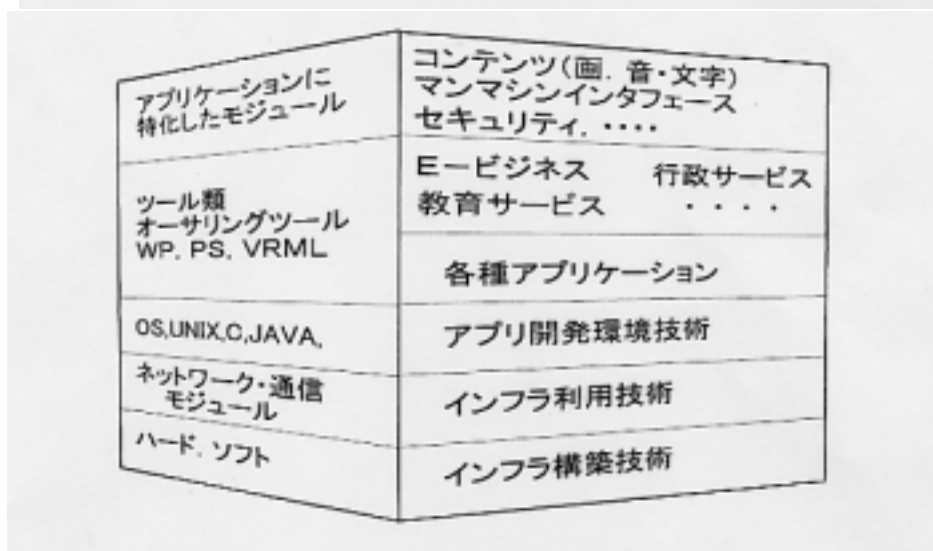 アプリケーションに
特化したモジュール
ツール類
オーサリングツール
WP. PS. VRML
OS,UNIX,C,JAVA,
ネットワーク・通信
モジュール
ハード. ソフト
コンテンツ(画. 音・文字)
マンマシンインタフェース
セキュリティ. ・・・・
Eービジネス 行政サービス
教育サービス ・・・・
各種アプリケーション
アプリ開発環境技術
インフラ利用技術
インフラ構築技術